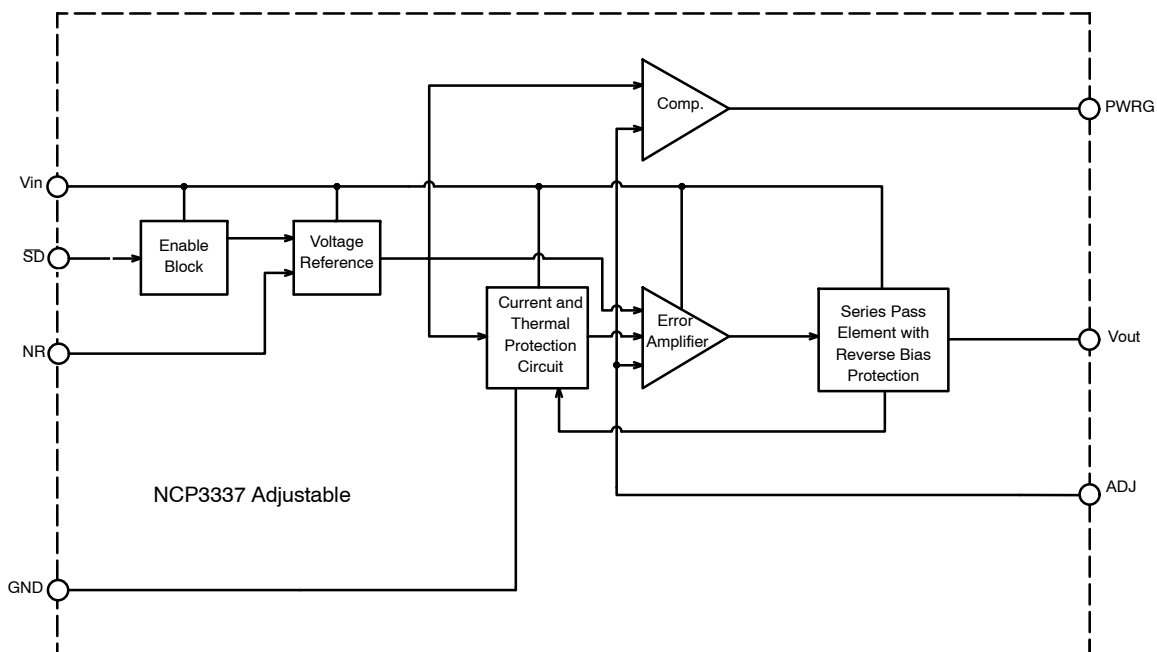 Comp.
PWRG
Vin
SD
Enable
Block
Voltage
Reference
NR
Current and
Thermal
Protection
Circuit
Error
Amplifier
Series Pass
Element with
Reverse Bias
Protection
Vout
NCP3337 Adjustable
ADJ
GND